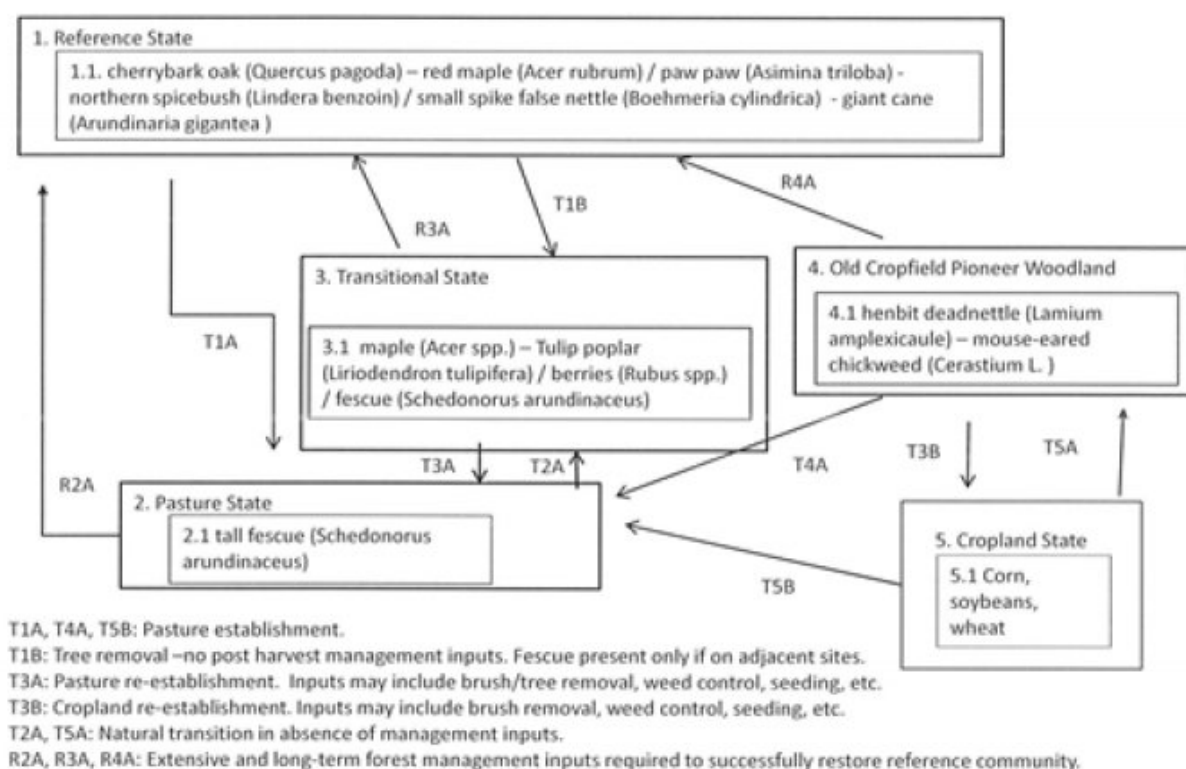 1. Reference State
1.1. cherrybark oak (Quercus pagoda) – red maple (Acer rubrum) / paw paw (Asimina triloba) -
northern spicebush (Lindera benzoin) / small spike false nettle (Boehmeria cylindrica) - giant cane
(Arundinaria gigantea )
R4A
T1B
R3A
3. Transitional State
4. Old Cropfield Pioneer Woodland
4.1 henbit deadnettle (Lamium
amplexicaule) – mouse-eared
chickweed (Cerastium L. )
T1A
3.1 maple (Acer spp.) – Tulip poplar
(Liriodendron tulipifera) / berries (Rubus spp.)
/ fescue (Schedonorus arundinaceus)
T3A
T2A
T4A
T3B
T5A
R2A
2. Pasture State
2.1 tall fescue (Schedonorus
arundinaceus)
5. Cropland State
5.1 Corn,
soybeans,
wheat
T5B
T1A, T4A, T5B: Pasture establishment.
T1B: Tree removal –no post harvest management inputs. Fescue present only if on adjacent sites.
T3A: Pasture re-establishment. Inputs may include brush/tree removal, weed control, seeding, etc.
T3B: Cropland re-establishment. Inputs may include brush removal, weed control, seeding, etc.
T2A, T5A: Natural transition in absence of management inputs.
R2A, R3A, R4A: Extensive and long-term forest management inputs required to successfully restore reference community.